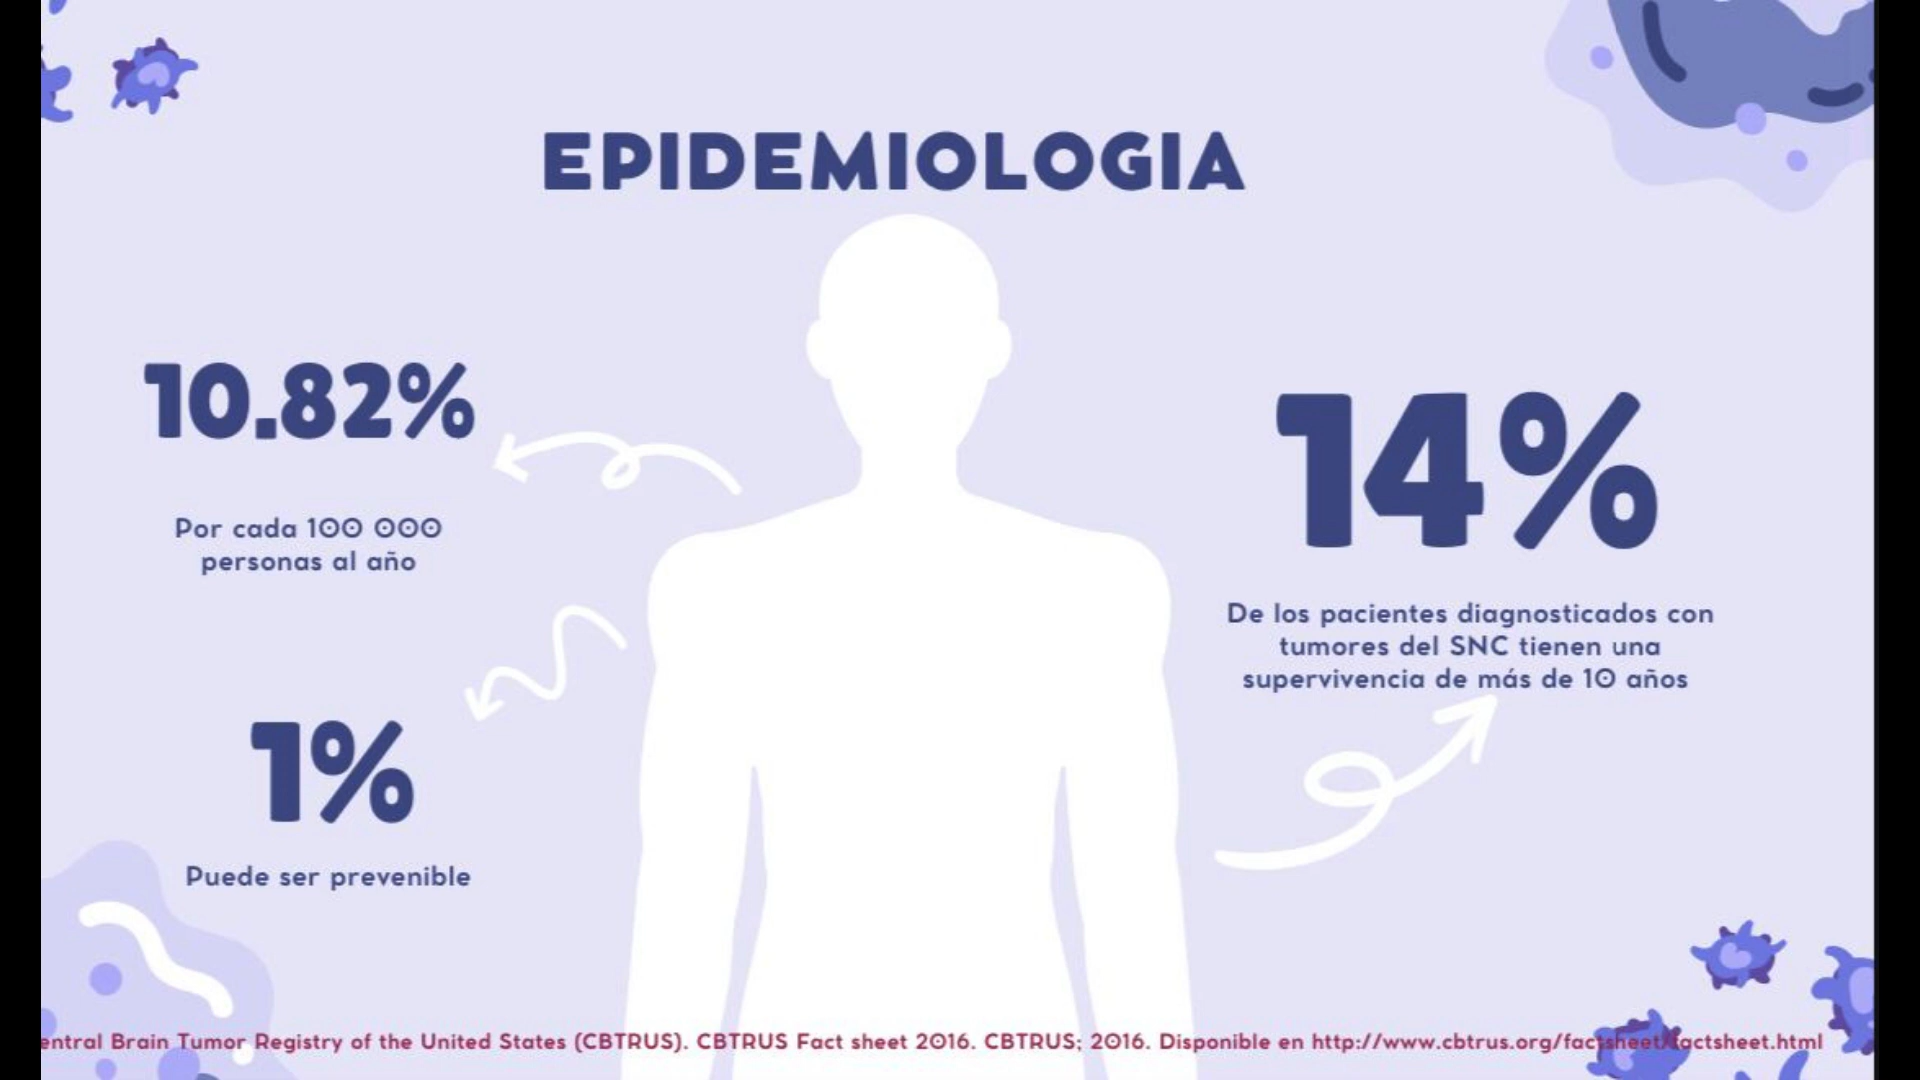 EPIDEMIOLOGIA
10.82%
Por cada 100 000
personas al año
1%
Puede ser prevenible
14%
De los pacientes diagnosticados con
tumores del SNC tienen una
supervivencia de más de 10 años
entral Brain Tumor Registry of the United States (CBTRUS). CBTRUS Fact sheet 2016. CBTRUS; 2016. Disponible en http://www.cbtrus.org/factsheet/factsheet.html